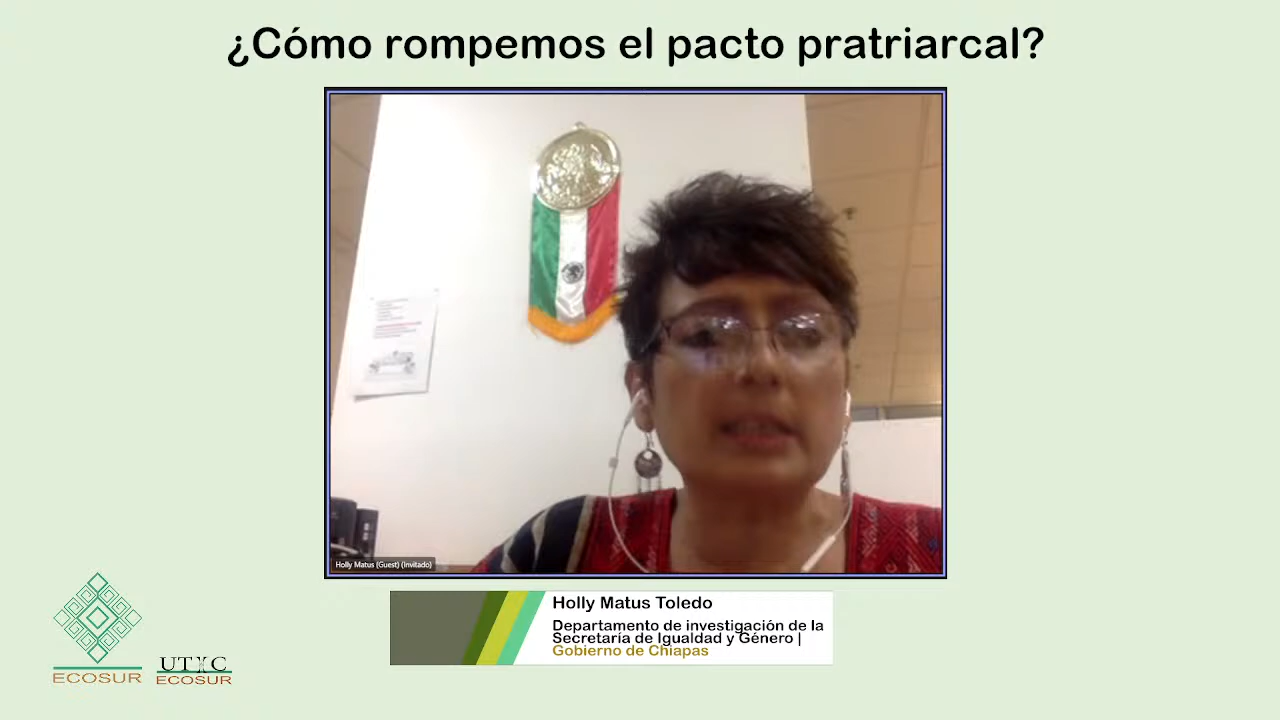 ¿Cómo rompemos el pacto pratriarcal?
Holly Matus (Guest) (Invitado)
Holly Matus Toledo
Departamento de investigación de la
Secretaría de Igualdad y Género |
Gobierno de Chiapas
ECOSUR
UTIC
ECOSUR